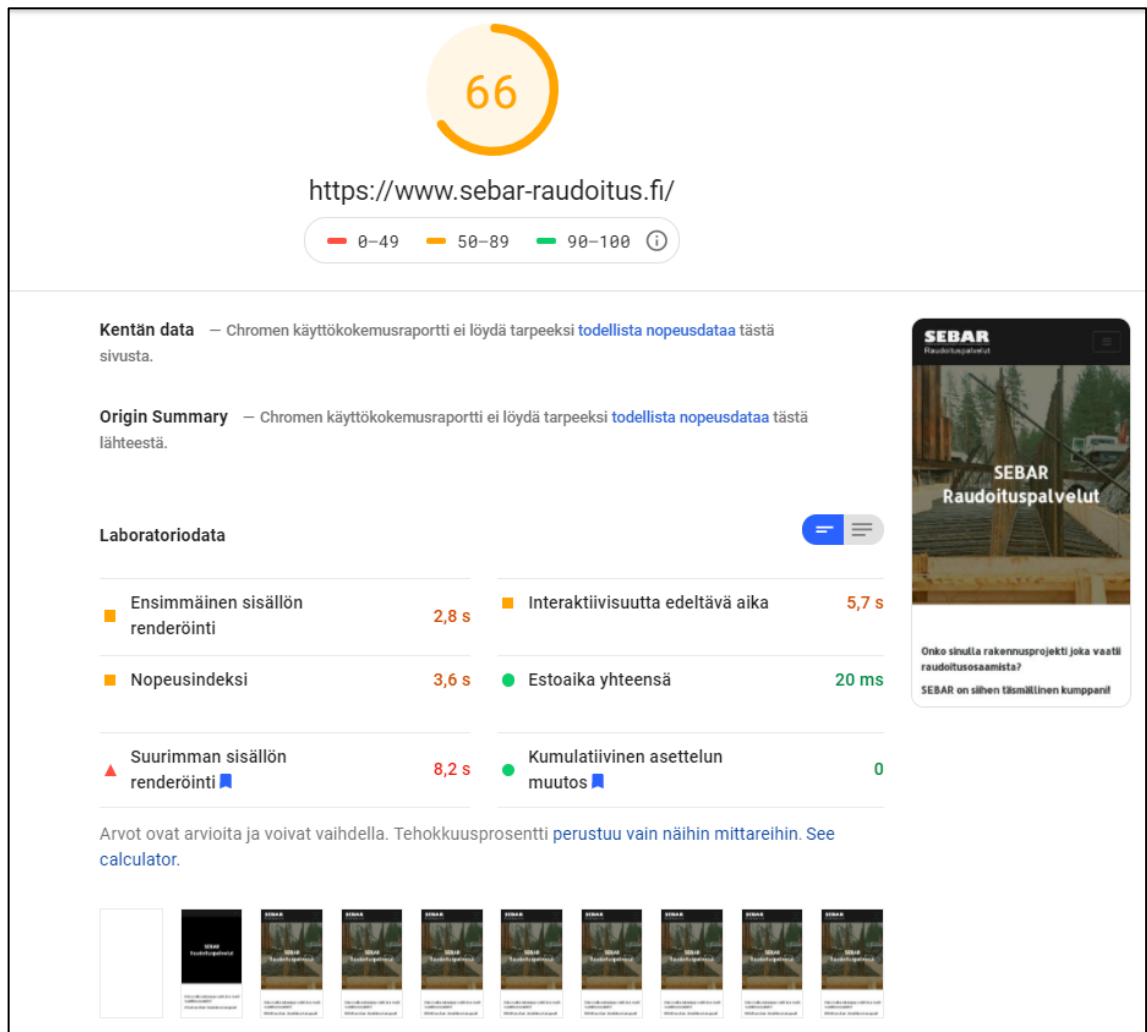 66
https://www.sebar-raudoitus.fi/
0–49 50–89 90–100
Kentän data — Chromen käyttökokemusraportti ei löydä tarpeeksi todellista nopeusdataa tästä
sivusta.
Origin Summary — Chromen käyttökokemusraportti ei löydä tarpeeksi todellista nopeusdataa tästä
lähteestä.
Laboratoriodata
Ensimmäinen sisällön
renderöinti
2,8 s
Interaktiivisuutta edeltävä aika 5,7 s
Nopeusindeksi 3,6 s
Estoaika yhteensä 20 ms
Suurimman sisällön
renderöinti
8,2 s
Kumulatiivinen asettelun
muutos
0
Arvot ovat arvioita ja voivat vaihdella. Tehokkuusprosentti perustuu vain näihin mittareihin. See
calculator.
SEBAR
Raudoituspalvelut
SEBAR
Raudoituspalvelut
Onko sinulla rakennusprojekti joka vaatii
raudoitusosaamista?
SEBAR on siihen täsmällinen kumppani!